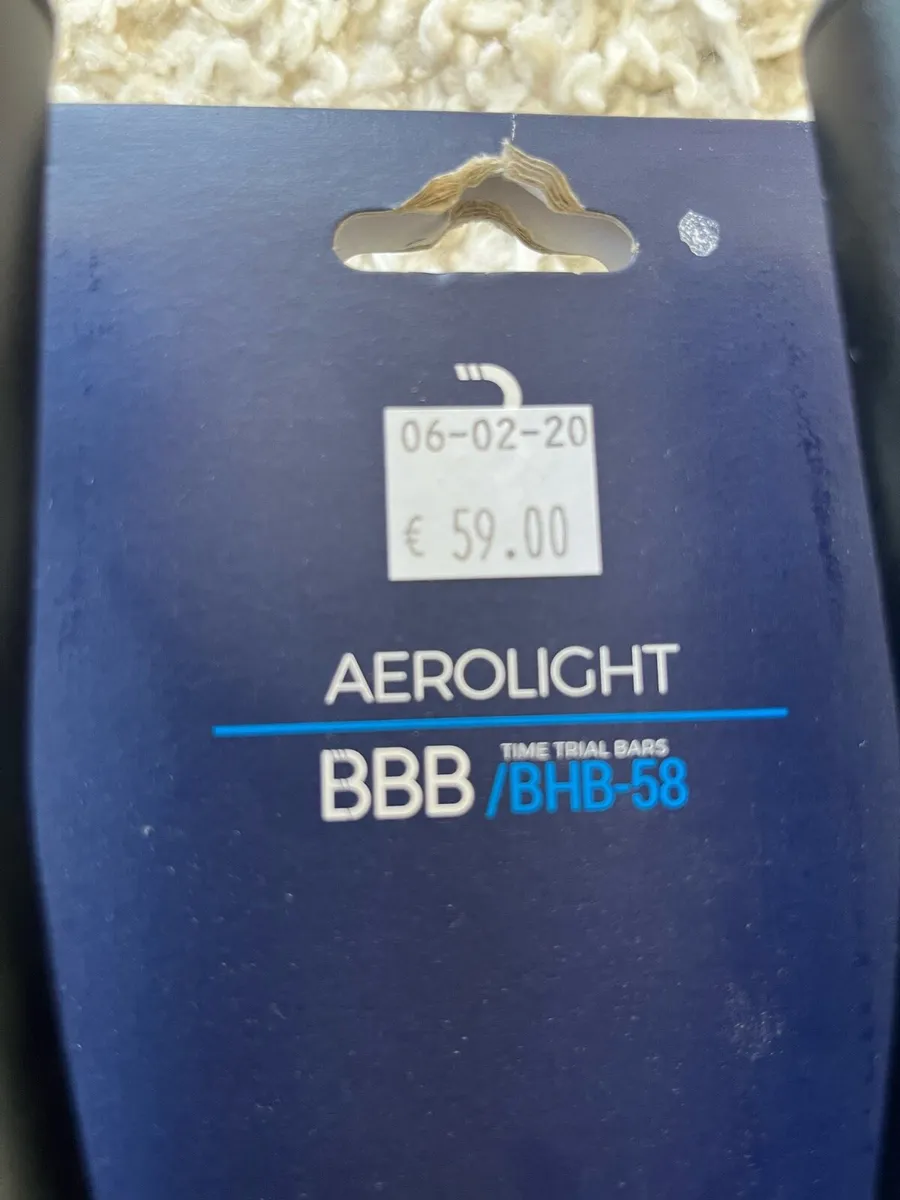 06-02-20
€ 59.00
AEROLIGHT
TIME TRIAL BARS
BBB /BHB-58